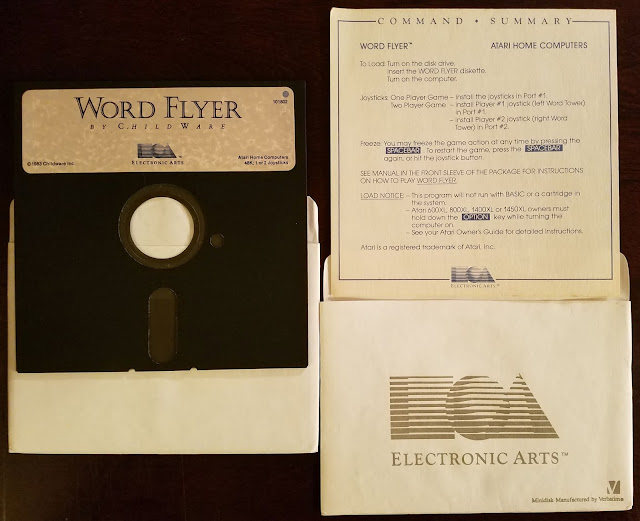 101802
WORD FLYER
BY CHILDWARE
ECA™
ELECTRONIC ARTS
©1983 Childware Inc.
Atari Home Computers
48K; 1 or 2 Joysticks
COMMAND • SUMMARY
WORD FLYER™ ATARI HOME COMPUTERS
To Load: Turn on the disk drive.
Insert the WORD FLYER diskette.
Turn on the computer.
Joysticks: One Player Game – Install the joysticks in Port #1.
Two Player Game – Install Player #1 joystick (left Word Tower)
in Port #1.
– Install Player #2 joystick (right Word
Tower) in Port #2.
Freeze: You may freeze the game action at any time by pressing the
SPACEBAR. To restart the game, press the SPACEBAR
again, or hit the joystick button.
SEE MANUAL IN THE FRONT SLEEVE OF THE PACKAGE FOR INSTRUCTIONS
ON HOW TO PLAY WORD FLYER.
LOAD NOTICE: – This program will not run with BASIC or a cartridge in
the system.
– Atari 600XL, 800XL, 1400XL or 1450XL owners must
hold down the OPTION key while turning the
computer on.
– See your Atari Owner's Guide for detailed instructions.
Atari is a registered trademark of Atari, Inc.
ECA™
ELECTRONIC ARTS
ECA
ELECTRONIC ARTS™
Minidisk Manufactured by Verbatim®